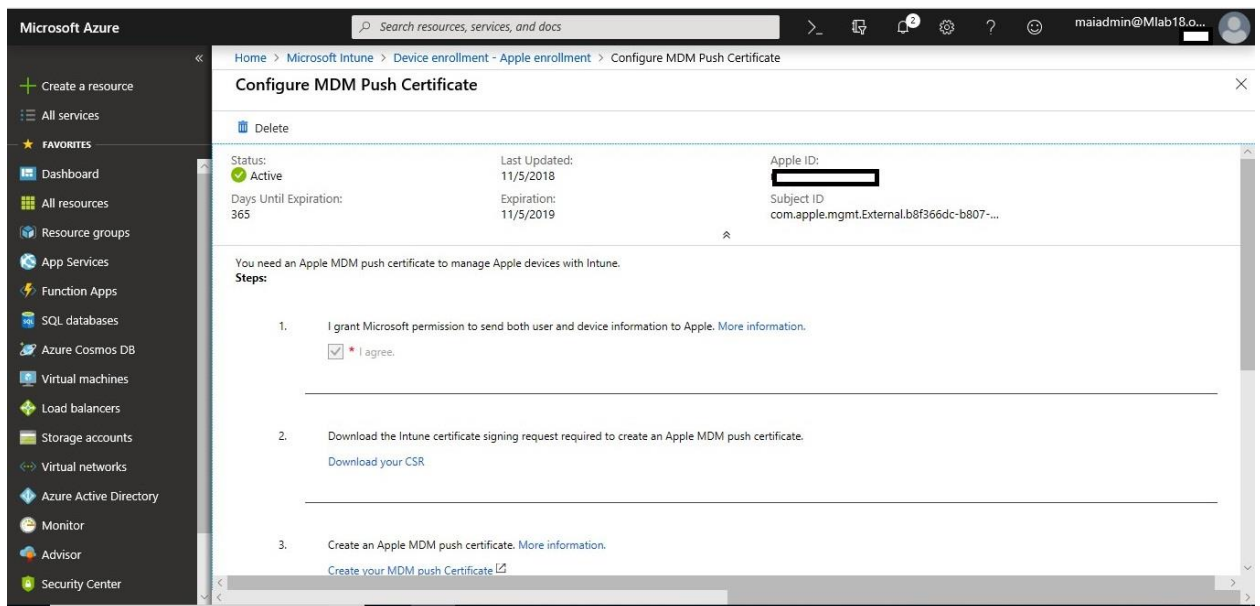 Microsoft Azure
Search resources, services, and docs
2
maiadmin@Mlab18.o...
Home > Microsoft Intune > Device enrollment - Apple enrollment > Configure MDM Push Certificate
Configure MDM Push Certificate
Create a resource
All services
FAVORITES
Dashboard
All resources
Resource groups
App Services
Function Apps
SQL databases
Azure Cosmos DB
Virtual machines
Load balancers
Storage accounts
Virtual networks
Azure Active Directory
Monitor
Advisor
Security Center
Delete
Status:
Active
Last Updated:
11/5/2018
Apple ID:
Days Until Expiration:
365
Expiration:
11/5/2019
Subject ID
com.apple.mgmt.External.b8f366dc-b807-...
You need an Apple MDM push certificate to manage Apple devices with Intune.
Steps:
1. I grant Microsoft permission to send both user and device information to Apple. More information.
* I agree.
2. Download the Intune certificate signing request required to create an Apple MDM push certificate.
Download your CSR
3. Create an Apple MDM push certificate. More information.
Create your MDM push Certificate